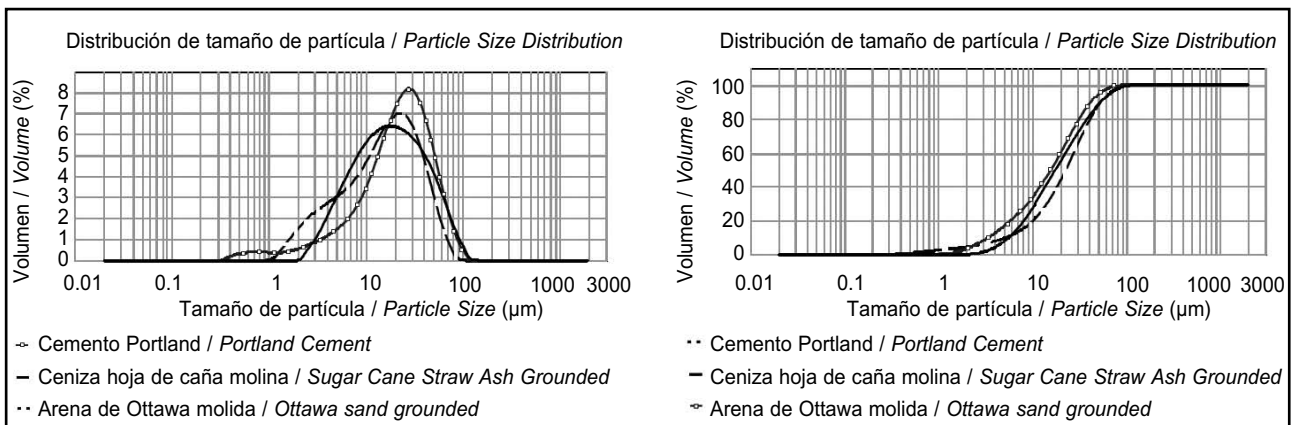 Distribución de tamaño de partícula / Particle Size Distribution
Volumen / Volume (%)
8
7
6
5
4
3
2
1
0
0.01 0.1 1 10 100 1000 3000
Tamaño de partícula / Particle Size (µm)
Cemento Portland / Portland Cement
Ceniza hoja de caña molina / Sugar Cane Straw Ash Grounded
Arena de Ottawa molida / Ottawa sand grounded
Distribución de tamaño de partícula / Particle Size Distribution
Volumen / Volume (%)
100
80
60
40
20
0
0.01 0.1 1 10 100 1000 3000
Tamaño de partícula / Particle Size (µm)
Cemento Portland / Portland Cement
Ceniza hoja de caña molina / Sugar Cane Straw Ash Grounded
Arena de Ottawa molida / Ottawa sand grounded